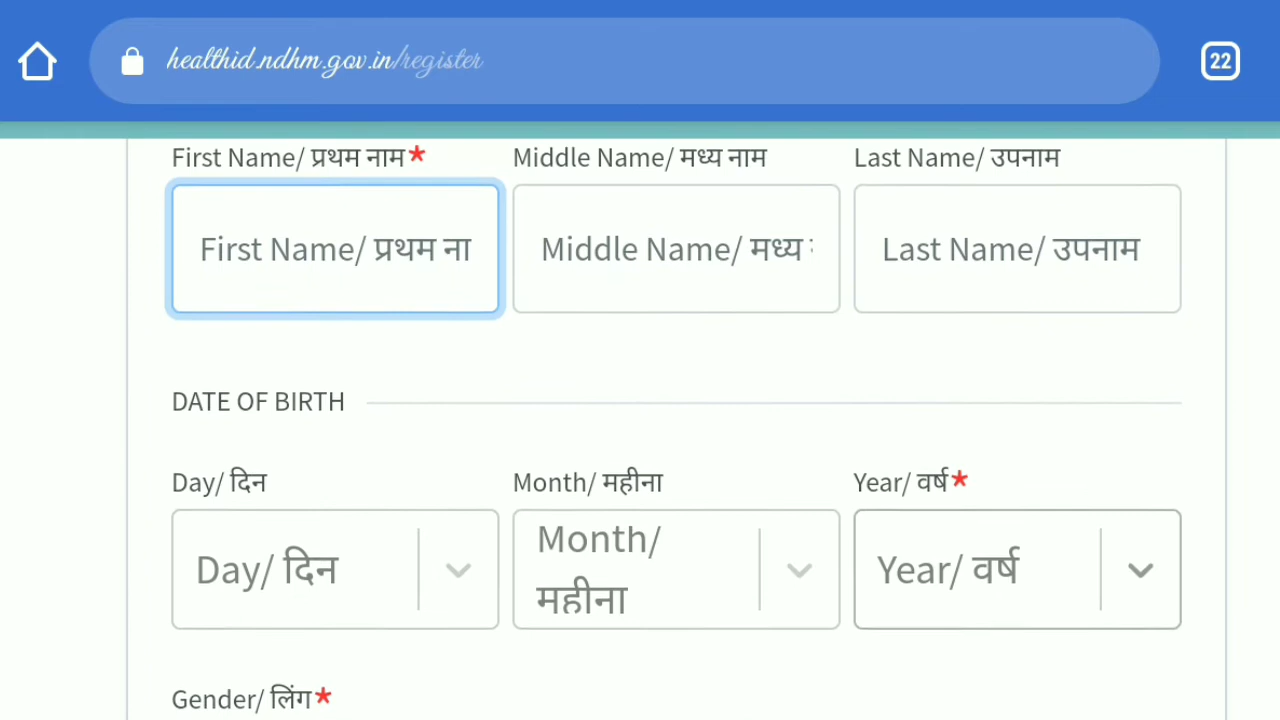 healthid.ndhm.gov.in/register
22
First Name/ प्रथम नाम* Middle Name/ मध्य नाम Last Name/ उपनाम
First Name/ प्रथम ना Middle Name/ मध्य Last Name/ उपनाम
DATE OF BIRTH
Day/ दिन Month/ महीना Year/ वर्ष*
Day/ दिन Month/ महीना Year/ वर्ष
Gender/ लिंग*